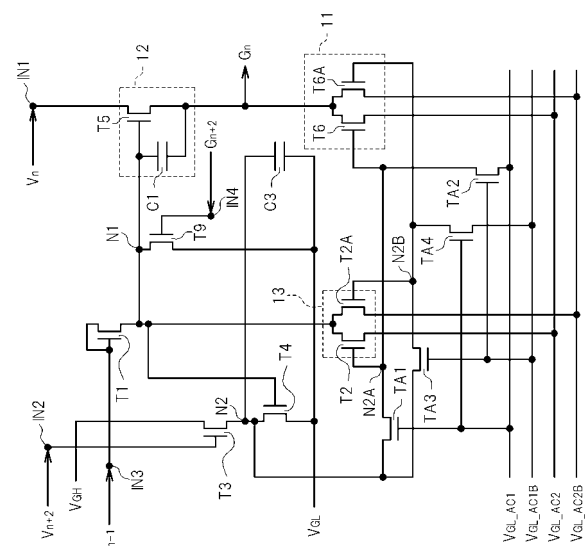 Vn
IN1
12
T5
C1
Gn
11
T6A
T6
Gn+2
IN4
T9
N1
C3
TA2
TA4
N2B
13
T2A
T2
N2A
TA1
TA3
T1
T4
N2
T3
IN2
Vn+2
VGH
IN3
n-1
VGL
VGL_AC1
VGL_AC1B
VGL_AC2
VGL_AC2B